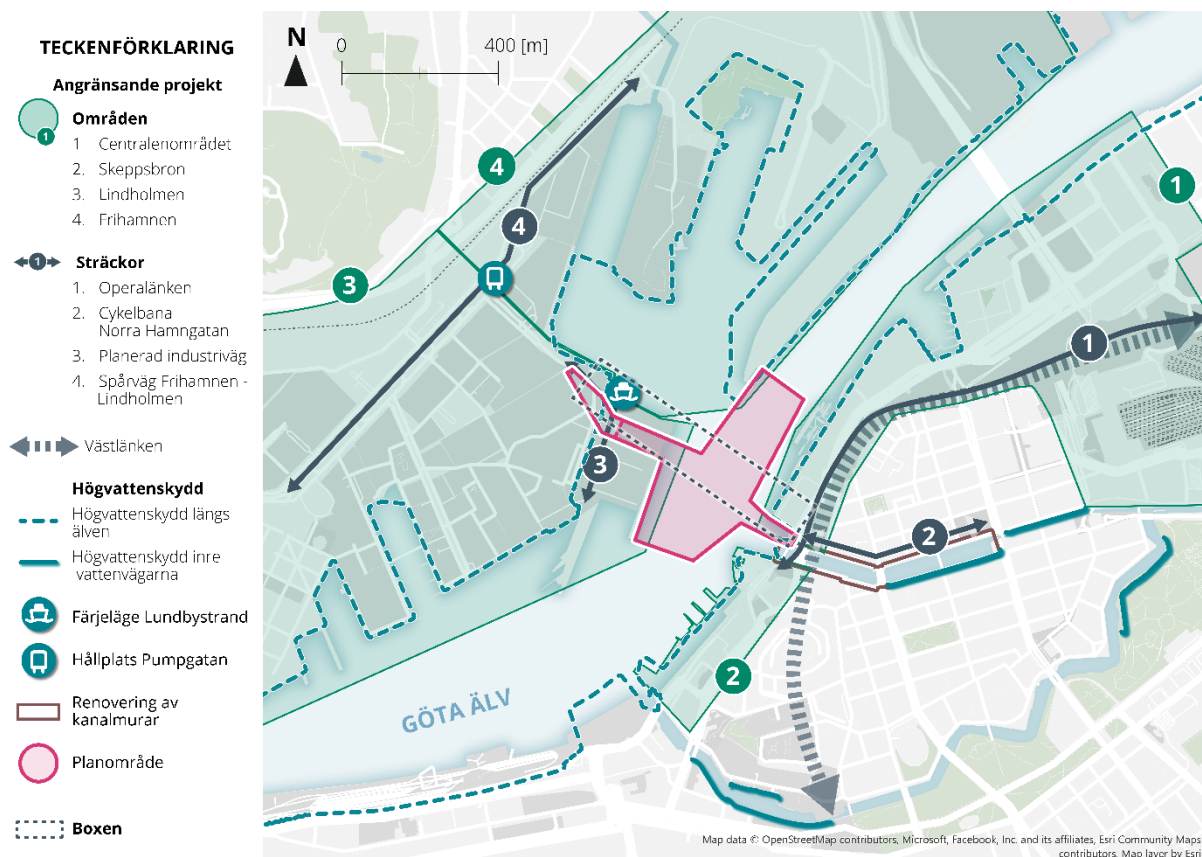 TECKENFÖRKLARING
Angränsande projekt
Områden
1
1 Centralenområdet
2. Skeppsbron
3. Lindholmen
4. Frihamnen
1
Sträckor
1. Operalänken
2. Cykelbana
Norra Hamngatan
3. Planerad industriväg
4. Spårväg Frihamnen -
Lindholmen
Västlänken
Högvattenskydd
Högvattenskydd längs
älven
Högvattenskydd inre
vattenvägarna
Färjeläge Lundbystrand
Hållplats Pumpgatan
Renovering av
kanalmurar
Planområde
Boxen
N
0 400 [m]
4
4
3
1
1
3
2
2
GÖTA ÄLV
Map data © OpenStreetMap contributors, Microsoft, Facebook, Inc. and its affiliates, Esri Community Maps
contributors, Map layer by Esri